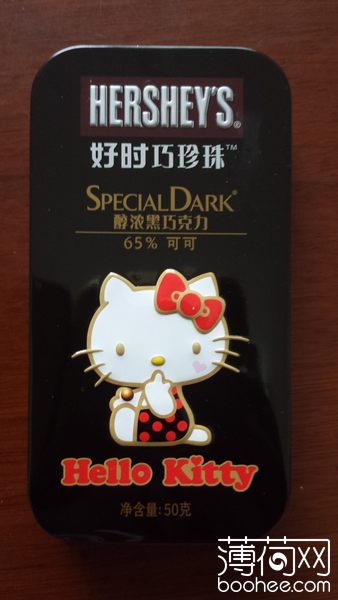 HERSHEY'S®
好时巧珍珠™
SPECIAL DARK®
醇浓黑巧克力
65% 可可
Hello Kitty
净含量:50克
薄荷网
boohee.com